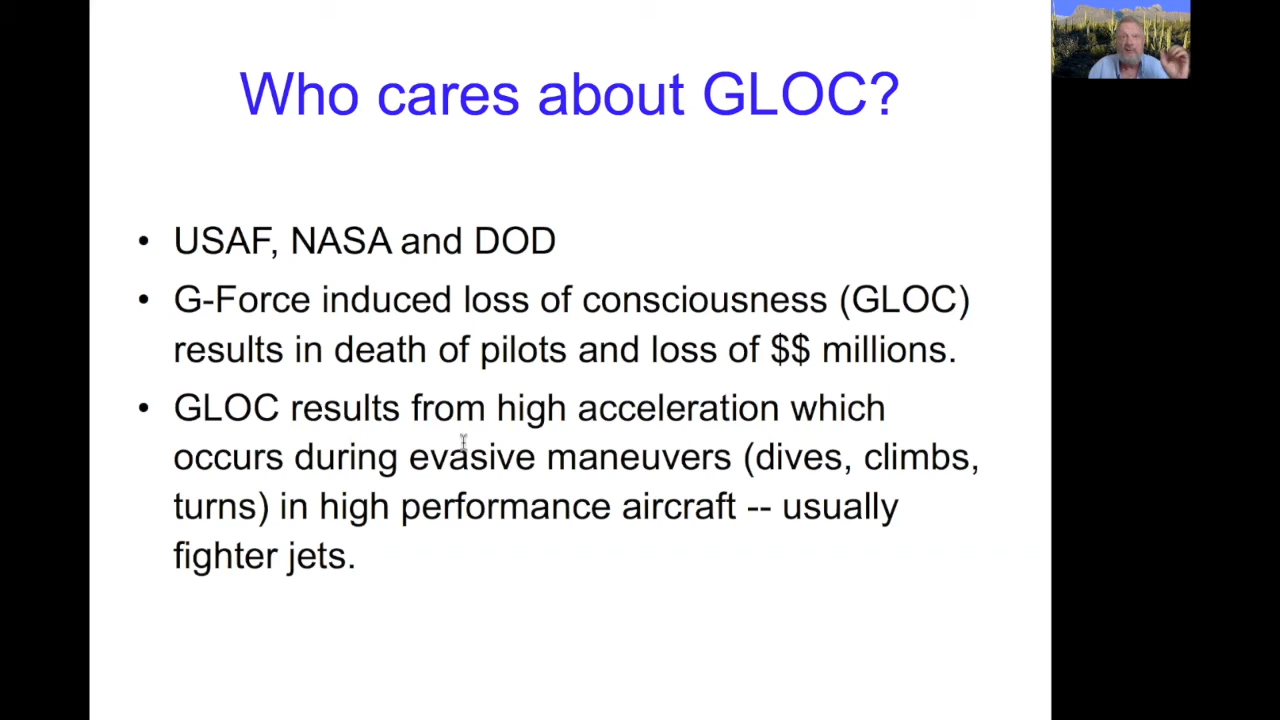 Who cares about GLOC?
• USAF, NASA and DOD
• G-Force induced loss of consciousness (GLOC)
results in death of pilots and loss of $$ millions.
• GLOC results from high acceleration which
occurs during evasive maneuvers (dives, climbs,
turns) in high performance aircraft -- usually
fighter jets.